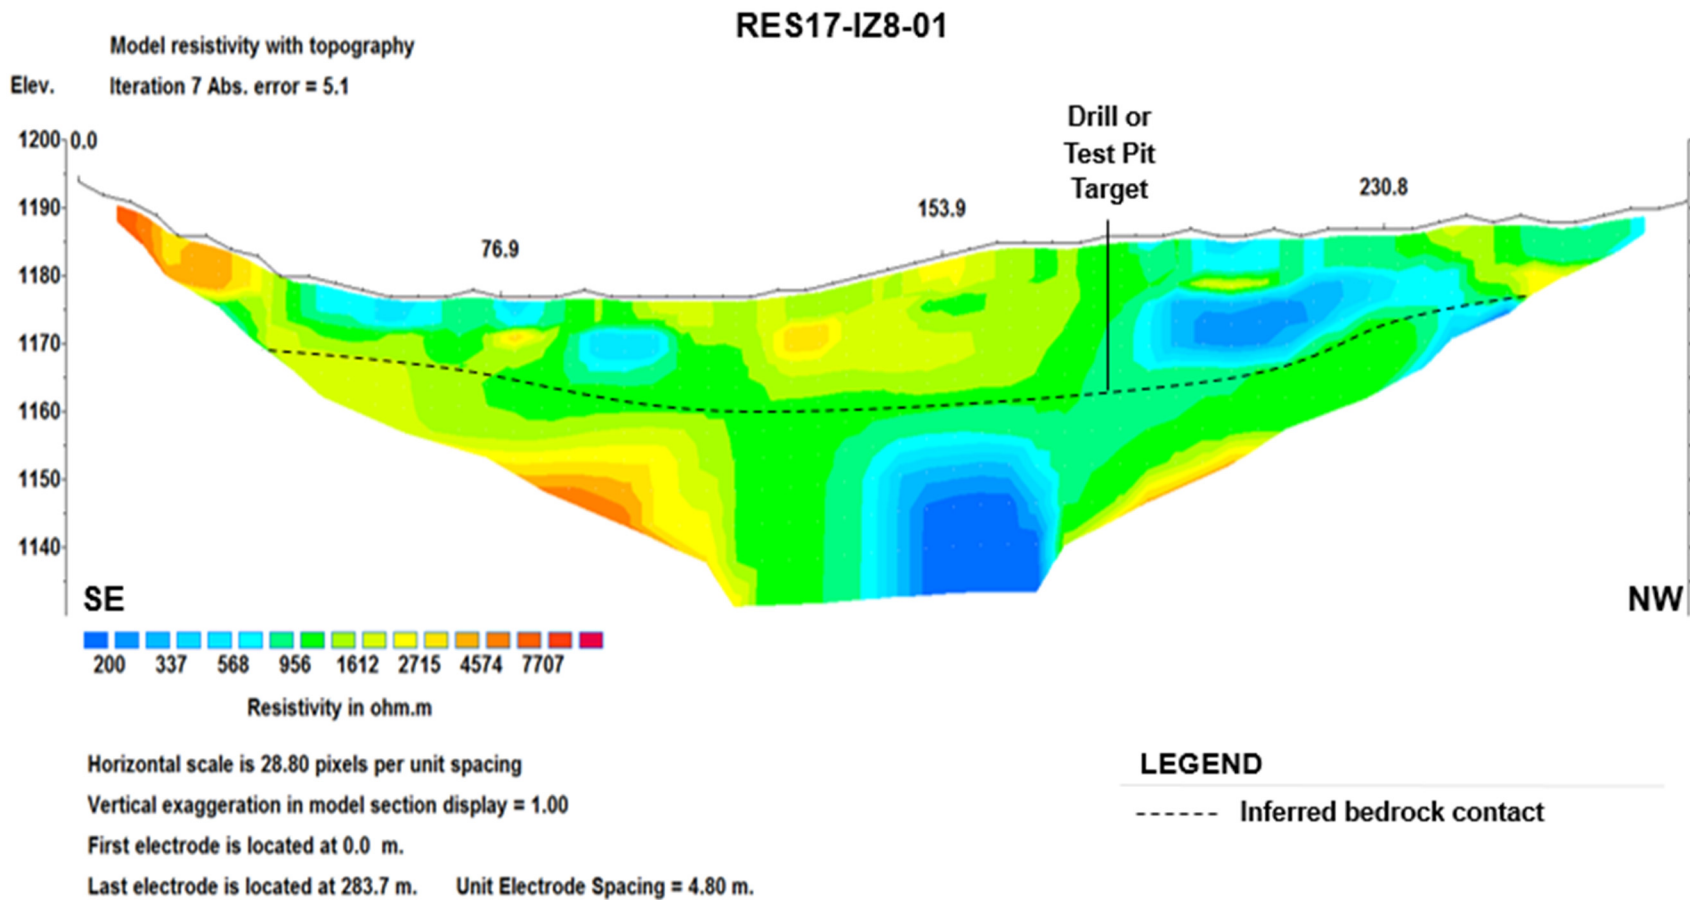 RES17-IZ8-01
Model resistivity with topography
Elev.
Iteration 7 Abs. error = 5.1
Drill or
Test Pit
Target
1200
0.0
1190
1180
1170
1160
1150
1140
76.9
153.9
230.8
SE
NW
200 337 568 956 1612 2715 4574 7707
Resistivity in ohm.m
Horizontal scale is 28.80 pixels per unit spacing
Vertical exaggeration in model section display = 1.00
First electrode is located at 0.0 m.
Last electrode is located at 283.7 m. Unit Electrode Spacing = 4.80 m.
LEGEND
Inferred bedrock contact